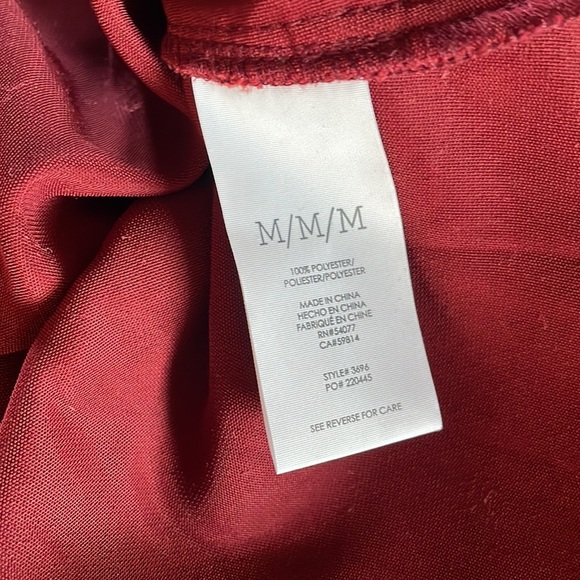 M/M/M
100% POLYESTER/
POLIESTER/POLYESTER
MADE IN CHINA
HECHO EN CHINA
FABRIQUÉ EN CHINE
RN#54077
CA#59814
STYLE# 3696
PO# 220445
SEE REVERSE FOR CARE